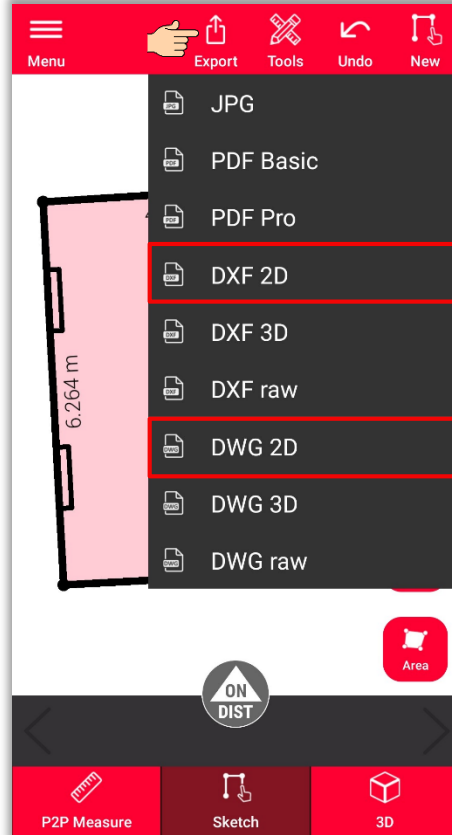 Menu
Export
Tools
Undo
New
JPG
PDF Basic
PDF Pro
DXF 2D
DXF 3D
DXF raw
DWG 2D
DWG 3D
DWG raw
6.264 m
Area
ON
DIST
P2P Measure
Sketch
3D